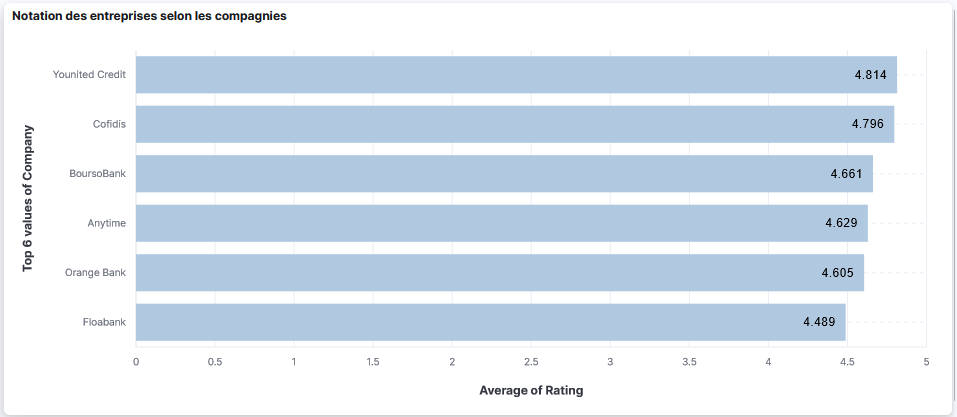 Notation des entreprises selon les compagnies
Top 6 values of Company
Younited Credit
4.814
Cofidis
4.796
BoursoBank
4.661
Anytime
4.629
Orange Bank
4.605
Floabank
4.489
0 0.5 1 1.5 2 2.5 3 3.5 4 4.5 5
Average of Rating